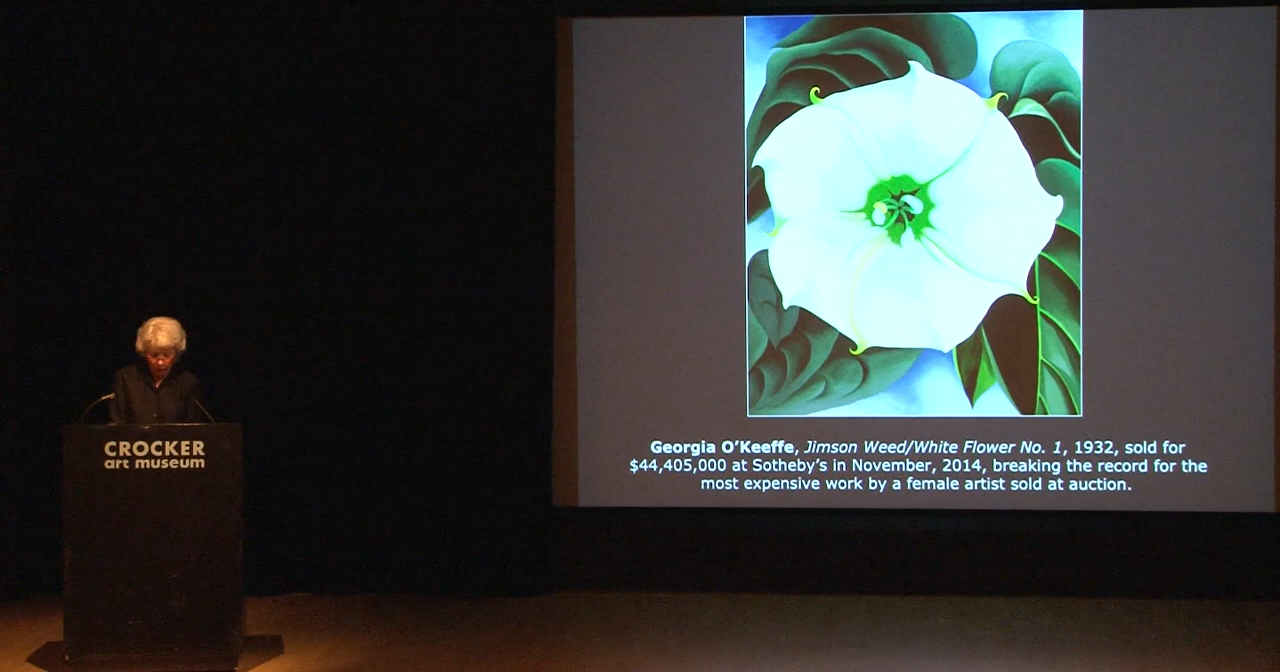 CROCKER
art museum
Georgia O'Keeffe, Jimson Weed/White Flower No. 1, 1932, sold for
$44,405,000 at Sotheby's in November, 2014, breaking the record for the
most expensive work by a female artist sold at auction.